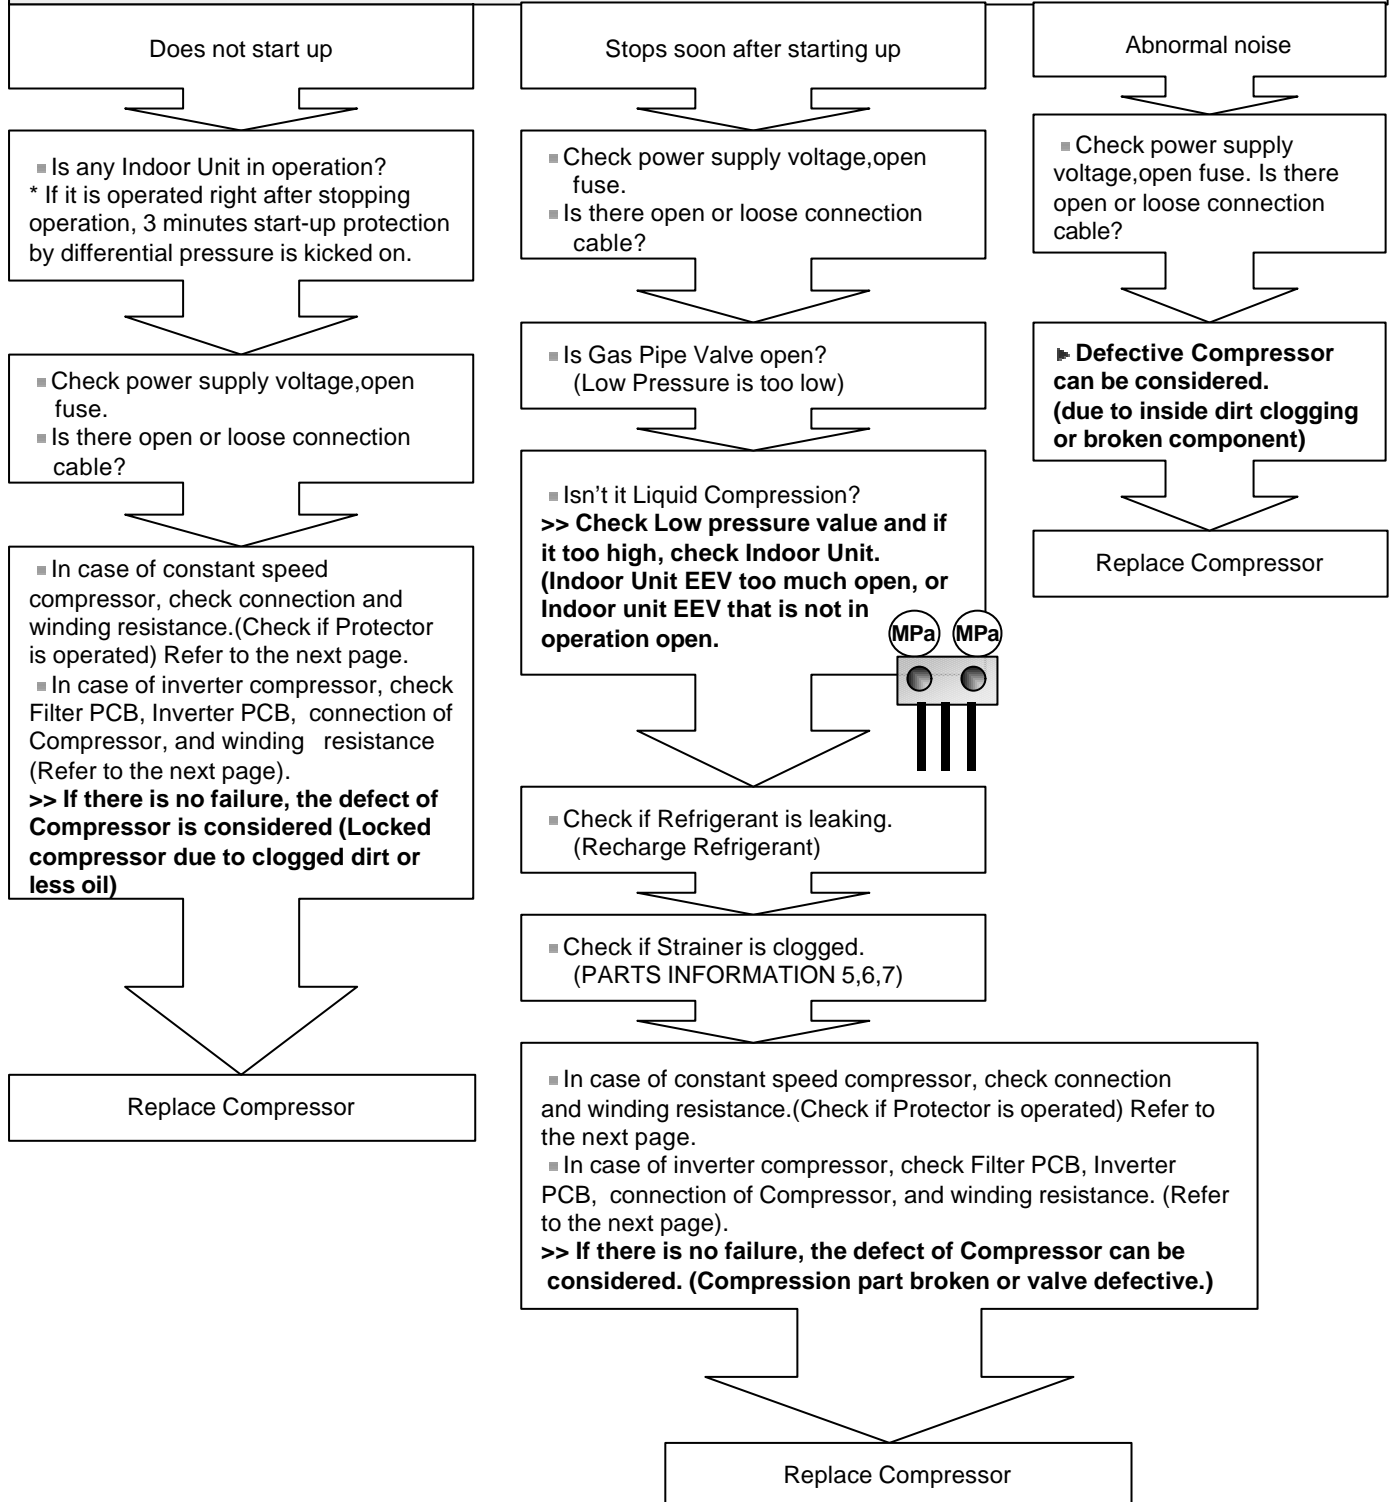 Does not start up
▪ Is any Indoor Unit in operation?
* If it is operated right after stopping
operation, 3 minutes start-up protection
by differential pressure is kicked on.
▪ Check power supply voltage,open
fuse.
▪ Is there open or loose connection
cable?
▪ In case of constant speed
compressor, check connection and
winding resistance.(Check if Protector
is operated) Refer to the next page.
▪ In case of inverter compressor, check
Filter PCB, Inverter PCB, connection of
Compressor, and winding resistance
(Refer to the next page).
>> If there is no failure, the defect of
Compressor is considered (Locked
compressor due to clogged dirt or
less oil)
Replace Compressor
Stops soon after starting up
▪ Check power supply voltage,open
fuse.
▪ Is there open or loose connection
cable?
▪ Is Gas Pipe Valve open?
(Low Pressure is too low)
▪ Isn’t it Liquid Compression?
>> Check Low pressure value and if
it too high, check Indoor Unit.
(Indoor Unit EEV too much open, or
Indoor unit EEV that is not in
operation open.
MPa MPa
▪ Check if Refrigerant is leaking.
(Recharge Refrigerant)
▪ Check if Strainer is clogged.
(PARTS INFORMATION 5,6,7)
▪ In case of constant speed compressor, check connection
and winding resistance.(Check if Protector is operated) Refer to
the next page.
▪ In case of inverter compressor, check Filter PCB, Inverter
PCB, connection of Compressor, and winding resistance. (Refer
to the next page).
>> If there is no failure, the defect of Compressor can be
considered. (Compression part broken or valve defective.)
Replace Compressor
Abnormal noise
▪ Check power supply
voltage,open fuse. Is there
open or loose connection
cable?
▶ Defective Compressor
can be considered.
(due to inside dirt clogging
or broken component)
Replace Compressor